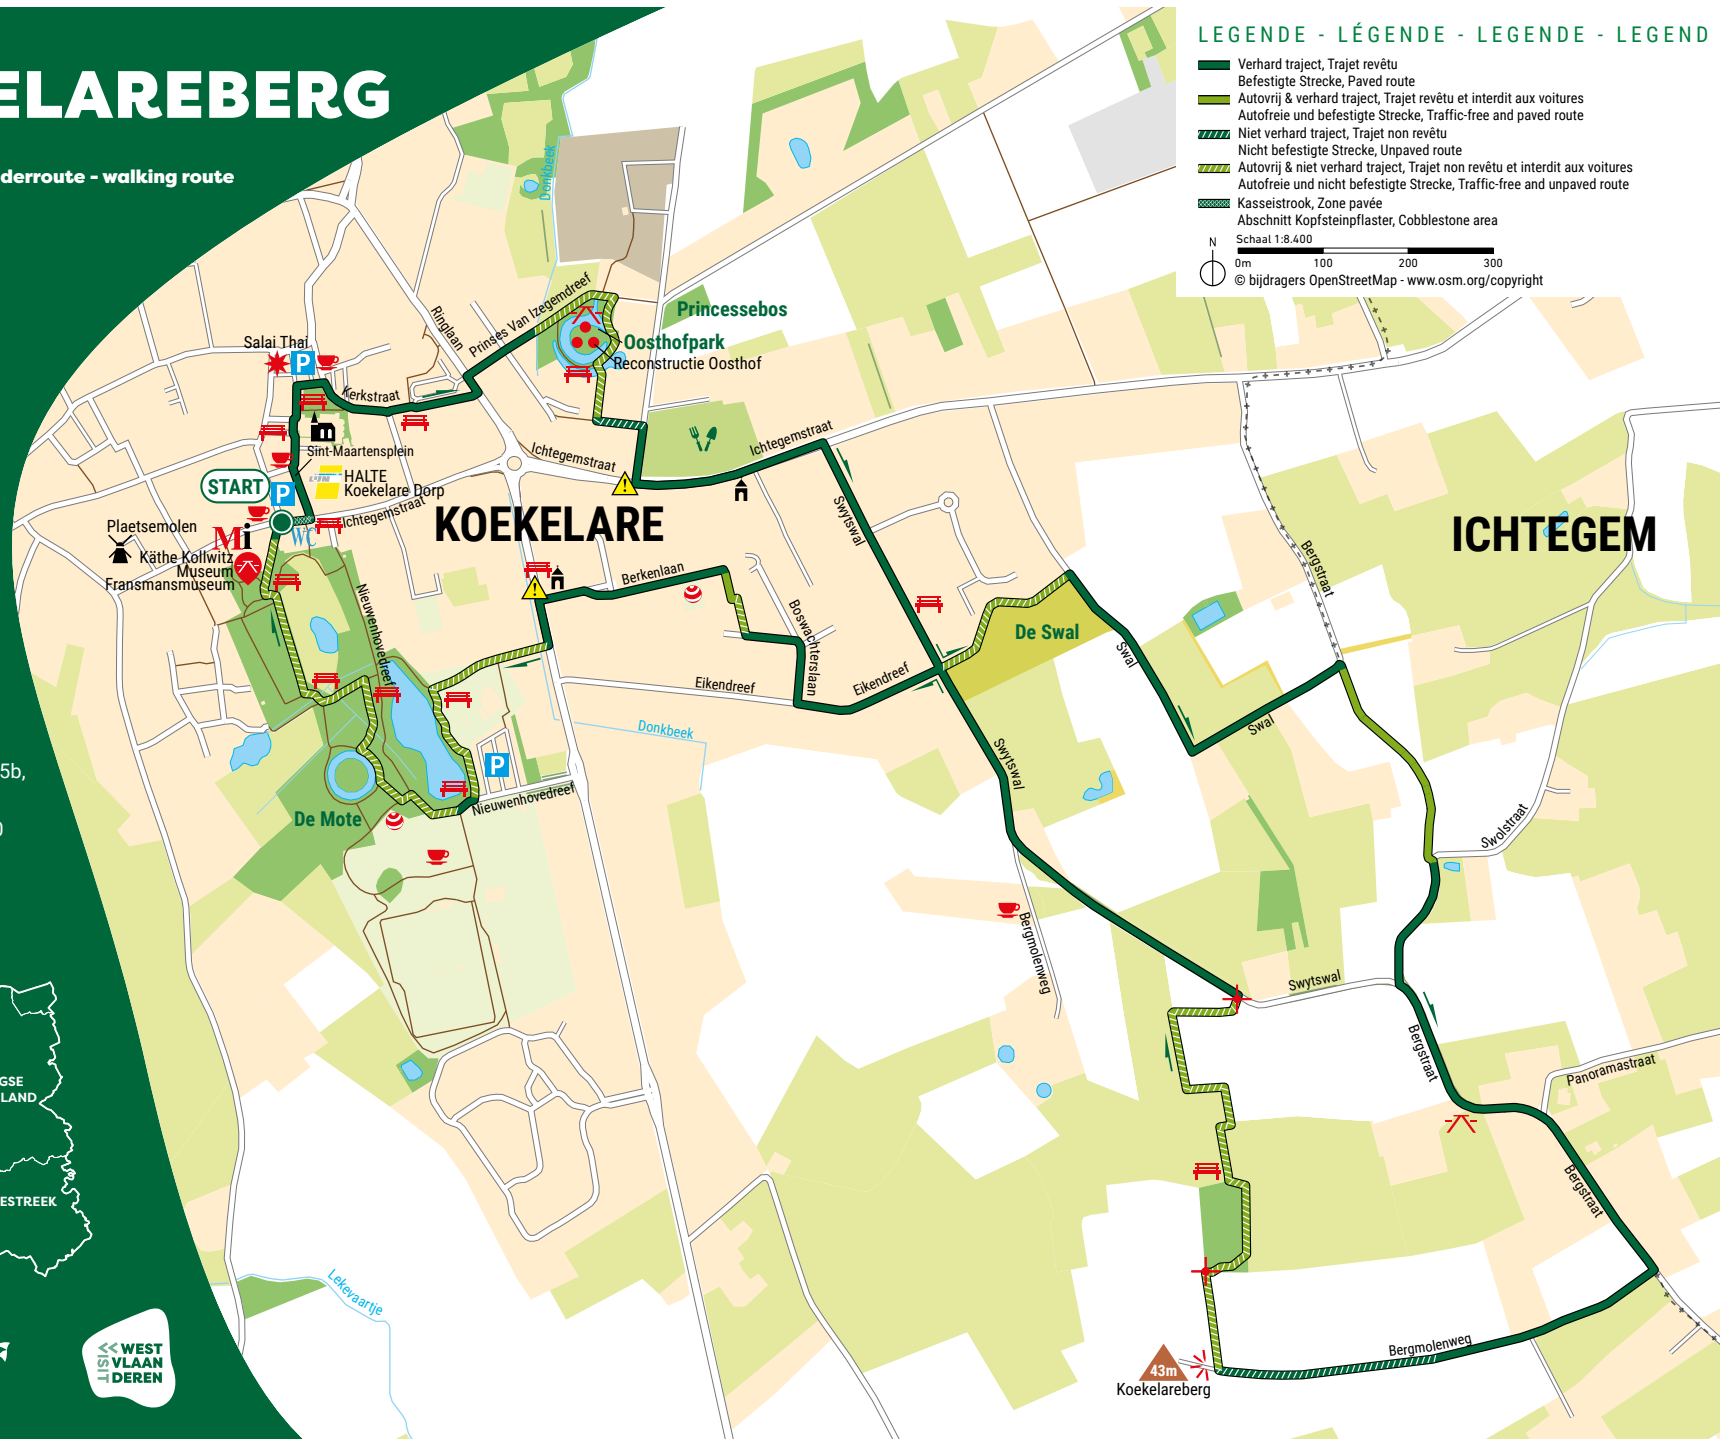 ELAREBERG
derroute - walking route
LEGENDE - LÉGENDE - LEGENDE - LEGEND
Verhard traject, Trajet revêtu
Befestigte Strecke, Paved route
Autovrij & verhard traject, Trajet revêtu et interdit aux voitures
Autofreie und befestigte Strecke, Traffic-free and paved route
Niet verhard traject, Trajet non revêtu
Nicht befestigte Strecke, Unpaved route
Autovrij & niet verhard traject, Trajet non revêtu et interdit aux voitures
Autofreie und nicht befestigte Strecke, Traffic-free and unpaved route
Kasseistrook, Zone pavée
Abschnitt Kopfsteinpflaster, Cobblestone area
N
Schaal 1:8.400
0m 100 200 300
© bijdragers OpenStreetMap - www.osm.org/copyright
Donkbeek
Ringlaan
Prinses Van Izegemdreef
Princessebos
Oosthofpark
Reconstructie Oosthof
Salai Thai
P
Kerkstraat
Sint-Maartensplein
HALTE
Koekelare Dorp
LIJN
START
P
Ichtegemstraat
Ichtegemstraat
Ichtegemstraat
WC
Plaetsemolen
Mi
Käthe Kollwitz
Museum
Fransmansmuseum
KOEKELARE
ICHTEGEM
Swytswal
Bergstraat
Berkenlaan
Nieuwenhovedreef
Boswachterslaan
De Swal
Swal
Eikendreef
Eikendreef
Donkbeek
Swal
Swytswal
P
Nieuwenhovedreef
De Mote
Swolstraat
Bergmolenweg
Swytswal
Bergstraat
Panoramastraat
Bergstraat
Bergmolenweg
43m
Koekelareberg
Lekevaartje
5b,
0
GSE
LAND
ESTREEK
VISIT
WEST
VLAAN
DEREN